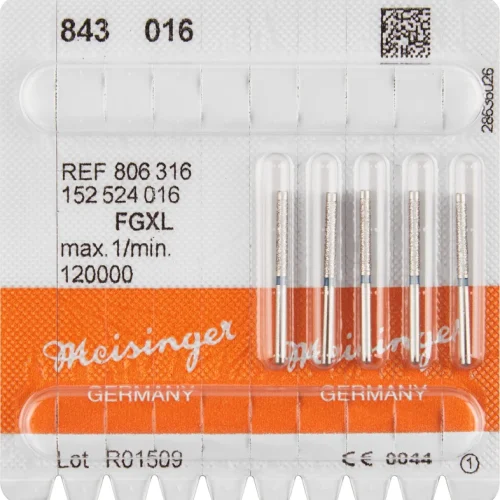 843 016
REF 806 316
152 524 016
FGXL
max. 1/min.
120000
Meisinger
Meisinger
GERMANY
GERMANY
Lot R01509
CE 0044
1